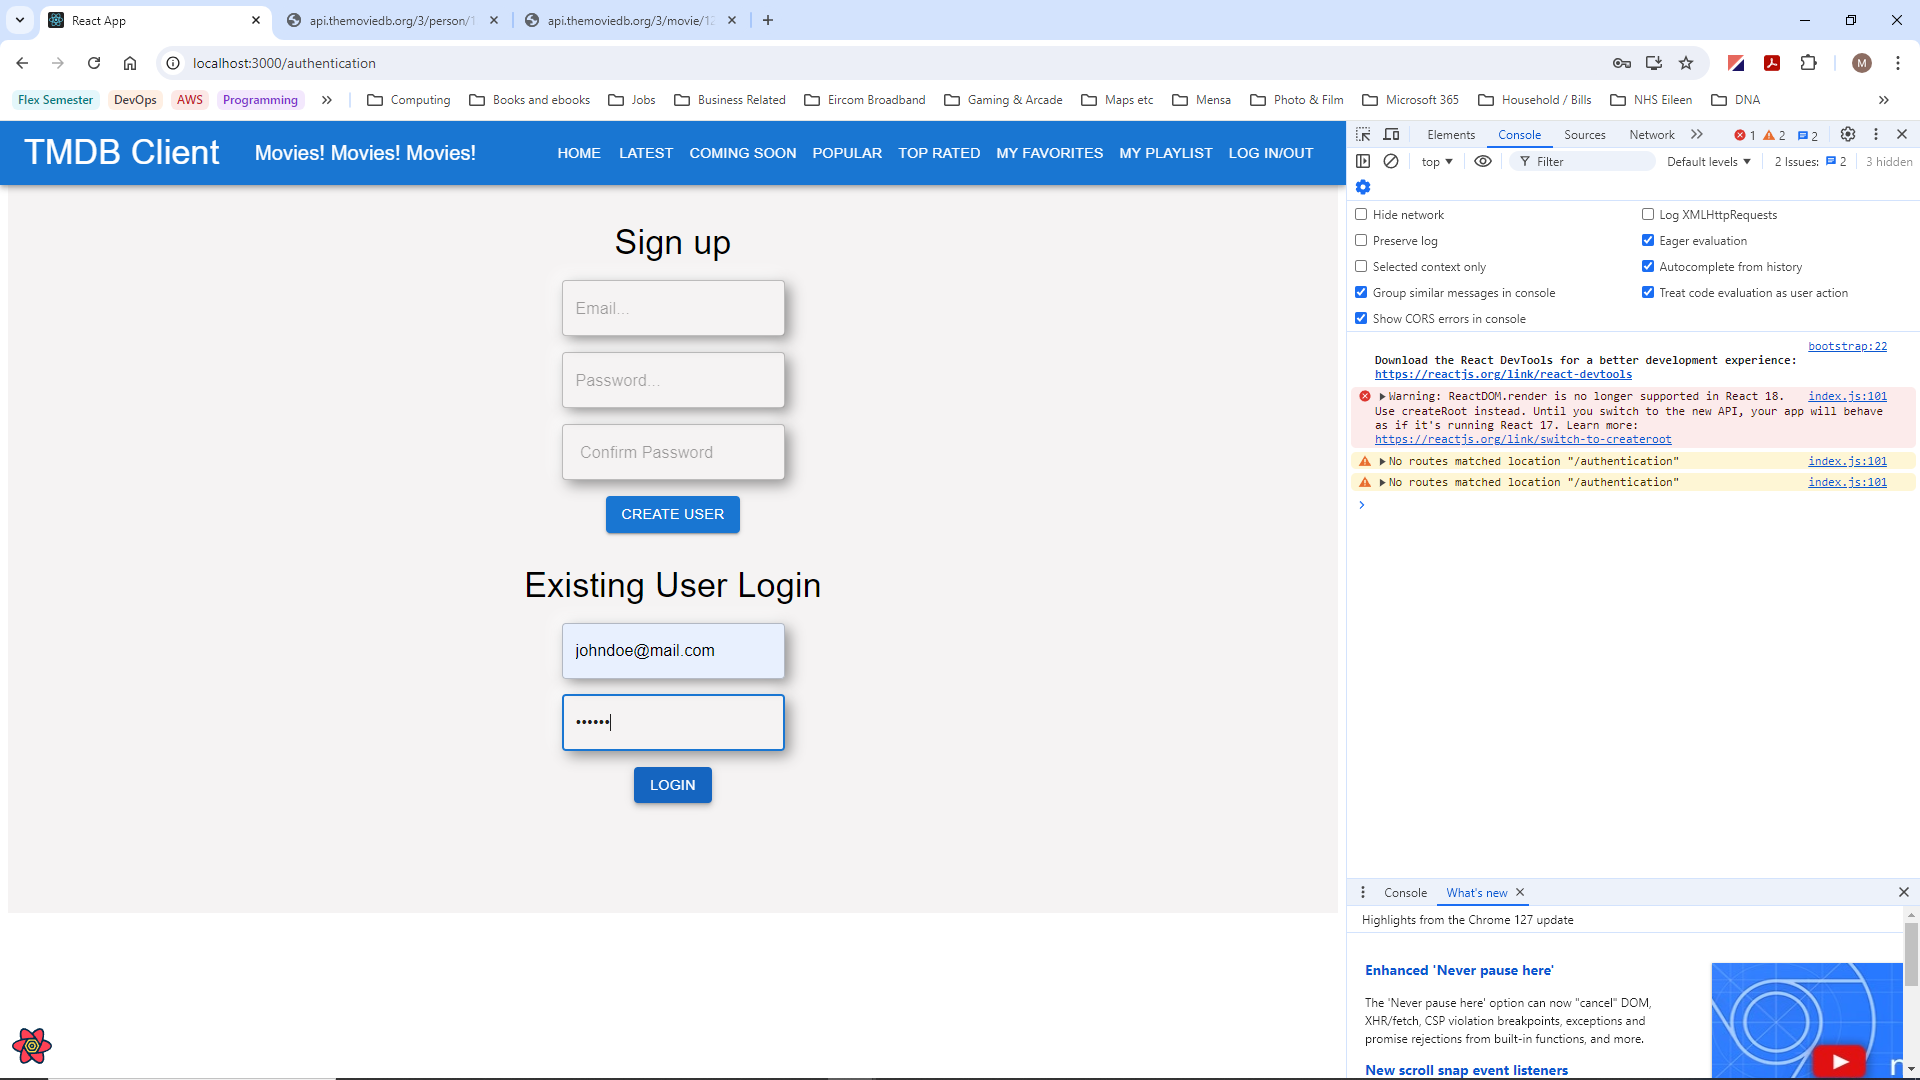 React App
api.themoviedb.org/3/person/1
api.themoviedb.org/3/movie/12
localhost:3000/authentication
M
Flex Semester
DevOps
AWS
Programming
Computing
Books and ebooks
Jobs
Business Related
Eircom Broadband
Gaming & Arcade
Maps etc
Mensa
Photo & Film
Microsoft 365
Household / Bills
NHS Eileen
DNA
TMDB Client
Movies! Movies! Movies!
HOME
LATEST
COMING SOON
POPULAR
TOP RATED
MY FAVORITES
MY PLAYLIST
LOG IN/OUT
Sign up
Email...
Password...
Confirm Password
CREATE USER
Existing User Login
johndoe@mail.com
••••••
LOGIN
Elements
Console
Sources
Network
1
2
2
top
Filter
Default levels
2 Issues:
2
3 hidden
Hide network
Log XMLHttpRequests
Preserve log
Eager evaluation
Selected context only
Autocomplete from history
Group similar messages in console
Treat code evaluation as user action
Show CORS errors in console
bootstrap:22
Download the React DevTools for a better development experience:
https://reactjs.org/link/react-devtools
Warning: ReactDOM.render is no longer supported in React 18. index.js:101
Use createRoot instead. Until you switch to the new API, your app will behave
as if it's running React 17. Learn more:
https://reactjs.org/link/switch-to-createroot
No routes matched location "/authentication" index.js:101
No routes matched location "/authentication" index.js:101
Console
What's new
Highlights from the Chrome 127 update
Enhanced 'Never pause here'
The 'Never pause here' option can now "cancel" DOM,
XHR/fetch, CSP violation breakpoints, exceptions and
promise rejections from built-in functions, and more.
New scroll snap event listeners